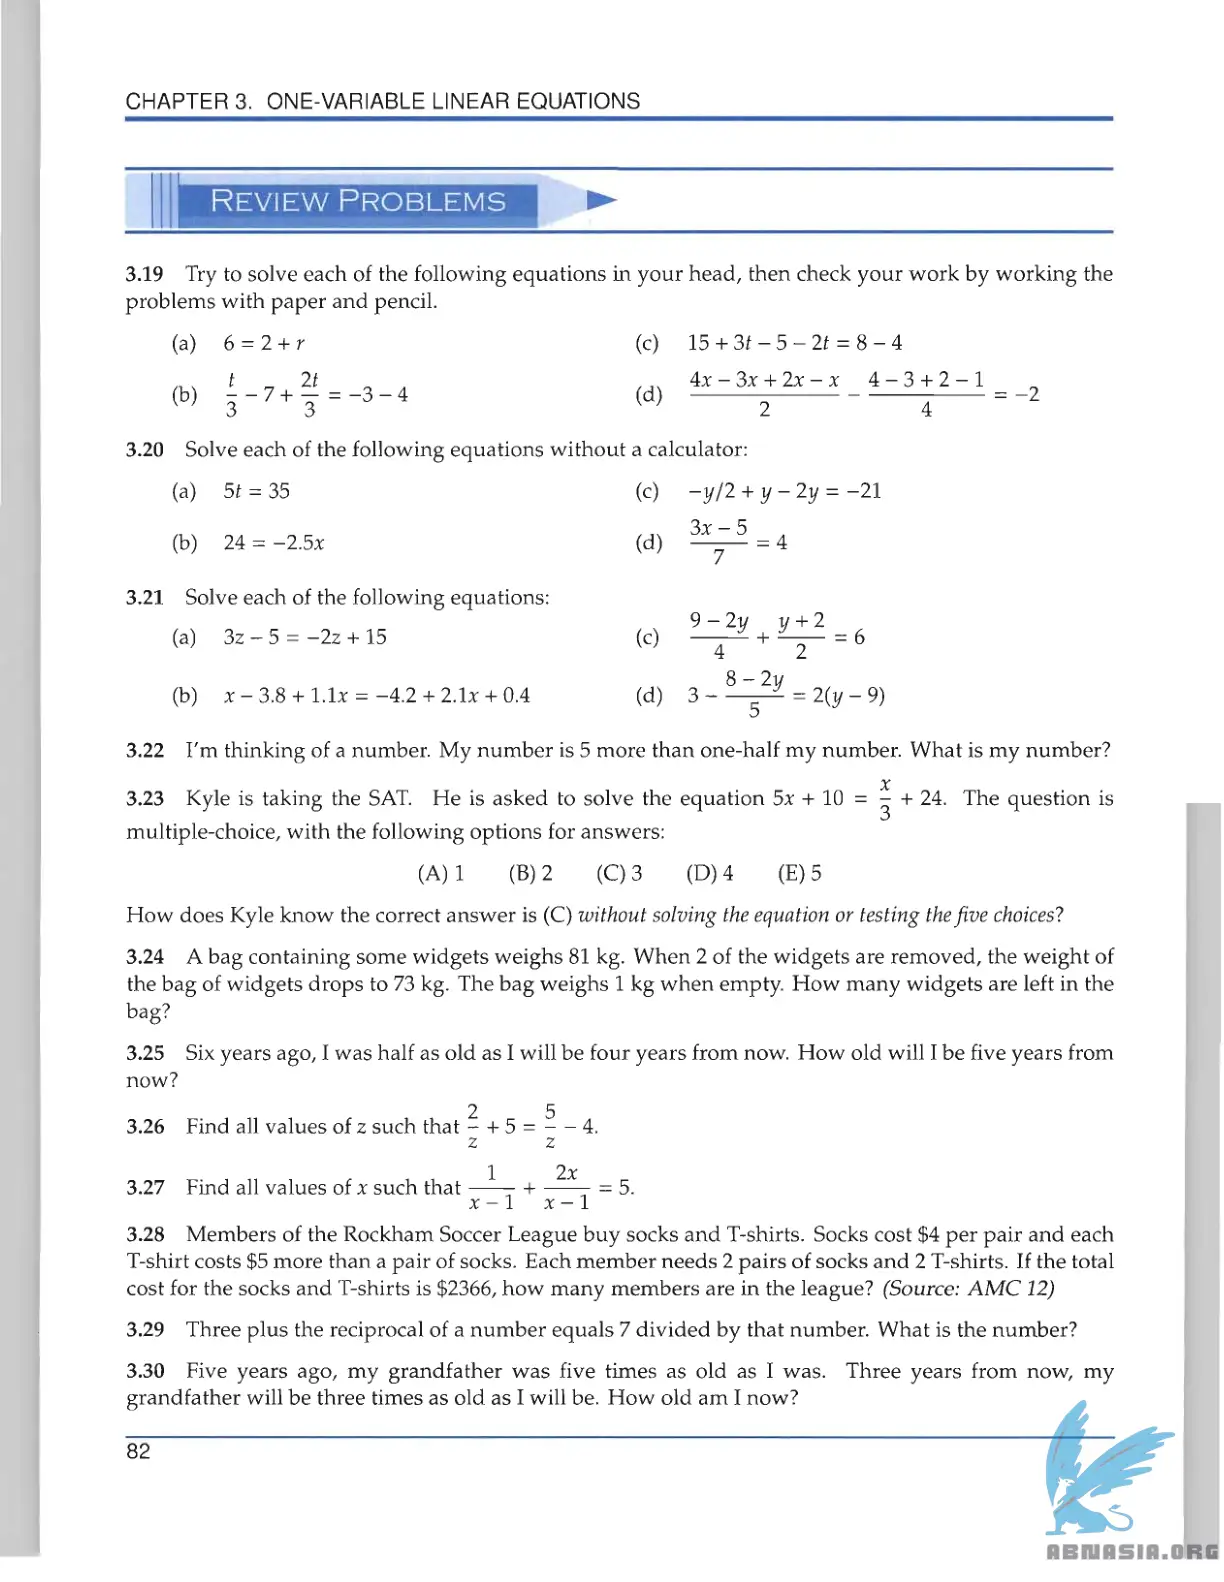 CHAPTER 3. ONE-VARIABLE LINEAR EQUATIONS
REVIEW PROBLEMS
3.19 Try to solve each of the following equations in your head, then check your work by working the
problems with paper and pencil.
(a) 6 = 2 + r
(c) 15 + 3t − 5 − 2t = 8 − 4
(b) t/3 − 7 + 2t/3 = −3 − 4
(d) (4x − 3x + 2x − x)/2 − (4 − 3 + 2 − 1)/4 = −2
3.20 Solve each of the following equations without a calculator:
(a) 5t = 35
(c) −y/2 + y − 2y = −21
(b) 24 = −2.5x
(d) (3x − 5)/7 = 4
3.21 Solve each of the following equations:
(a) 3z − 5 = −2z + 15
(c) (9 − 2y)/4 + (y + 2)/2 = 6
(b) x − 3.8 + 1.1x = −4.2 + 2.1x + 0.4
(d) 3 − (8 − 2y)/5 = 2(y − 9)
3.22 I'm thinking of a number. My number is 5 more than one-half my number. What is my number?
3.23 Kyle is taking the SAT. He is asked to solve the equation 5x + 10 = x/3 + 24. The question is
multiple-choice, with the following options for answers:
(A) 1 (B) 2 (C) 3 (D) 4 (E) 5
How does Kyle know the correct answer is (C) without solving the equation or testing the five choices?
3.24 A bag containing some widgets weighs 81 kg. When 2 of the widgets are removed, the weight of
the bag of widgets drops to 73 kg. The bag weighs 1 kg when empty. How many widgets are left in the
bag?
3.25 Six years ago, I was half as old as I will be four years from now. How old will I be five years from
now?
3.26 Find all values of z such that 2/z + 5 = 5/z − 4.
3.27 Find all values of x such that 1/(x − 1) + 2x/(x − 1) = 5.
3.28 Members of the Rockham Soccer League buy socks and T-shirts. Socks cost $4 per pair and each
T-shirt costs $5 more than a pair of socks. Each member needs 2 pairs of socks and 2 T-shirts. If the total
cost for the socks and T-shirts is $2366, how many members are in the league? (Source: AMC 12)
3.29 Three plus the reciprocal of a number equals 7 divided by that number. What is the number?
3.30 Five years ago, my grandfather was five times as old as I was. Three years from now, my
grandfather will be three times as old as I will be. How old am I now?
82
ABNASIA.ORG